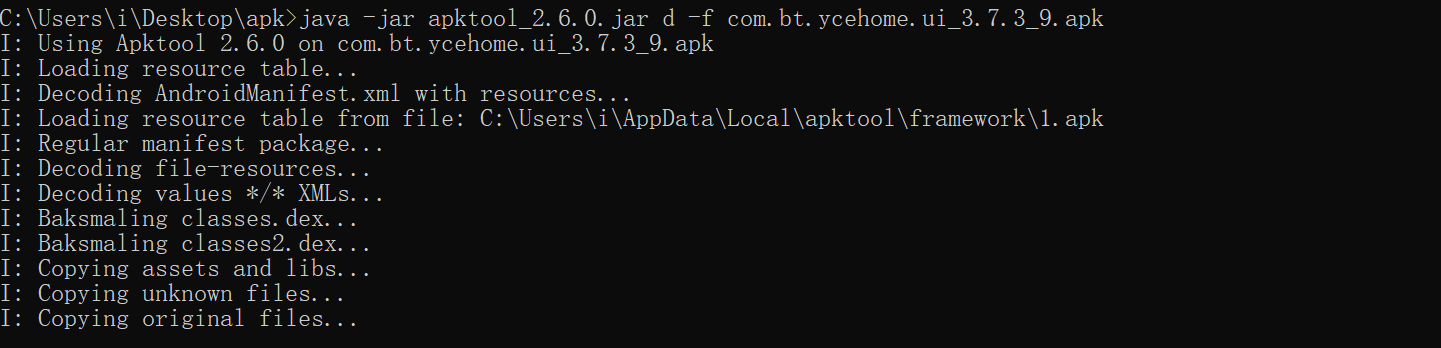 C:\Users\i\Desktop\apk>java -jar apktool_2.6.0.jar d -f com.bt.ycehome.ui_3.7.3_9.apk
I: Using Apktool 2.6.0 on com.bt.ycehome.ui_3.7.3_9.apk
I: Loading resource table...
I: Decoding AndroidManifest.xml with resources...
I: Loading resource table from file: C:\Users\i\AppData\Local\apktool\framework\1.apk
I: Regular manifest package...
I: Decoding file-resources...
I: Decoding values */* XMLs...
I: Baksmaling classes.dex...
I: Baksmaling classes2.dex...
I: Copying assets and libs...
I: Copying unknown files...
I: Copying original files...